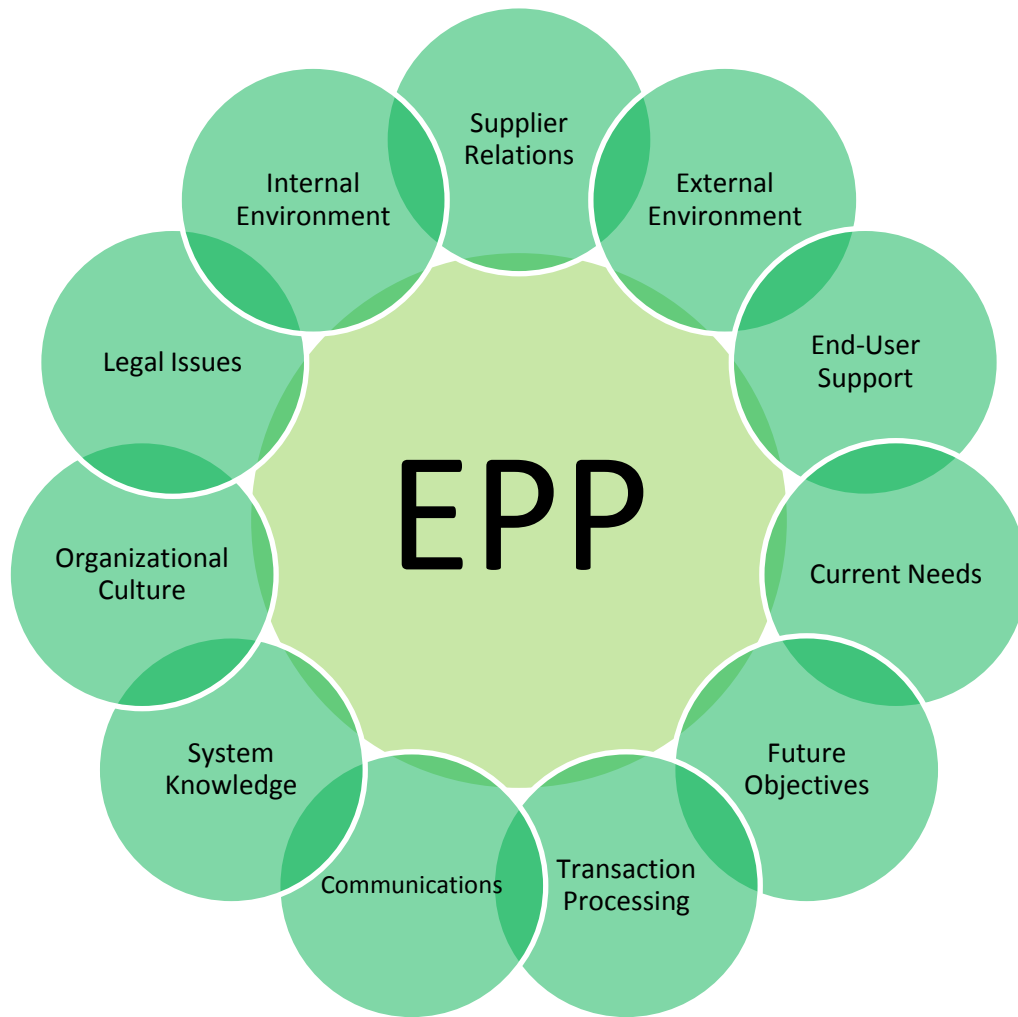 Supplier
Relations
External
Environment
End-User
Support
Current Needs
Future
Objectives
Transaction
Processing
Communications
System
Knowledge
Organizational
Culture
Legal Issues
Internal
Environment
EPP